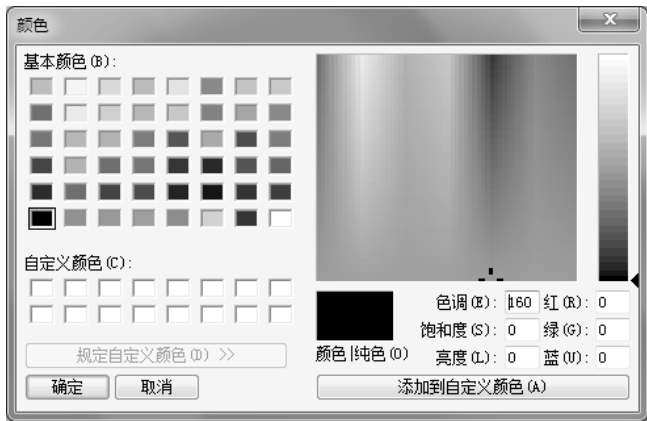 颜色
基本颜色(B):
自定义颜色(C):
规定自定义颜色(D) >>
确定 取消
颜色|纯色(O)
色调(E): 160 红(R): 0
饱和度(S): 0 绿(G): 0
亮度(L): 0 蓝(U): 0
添加到自定义颜色(A)